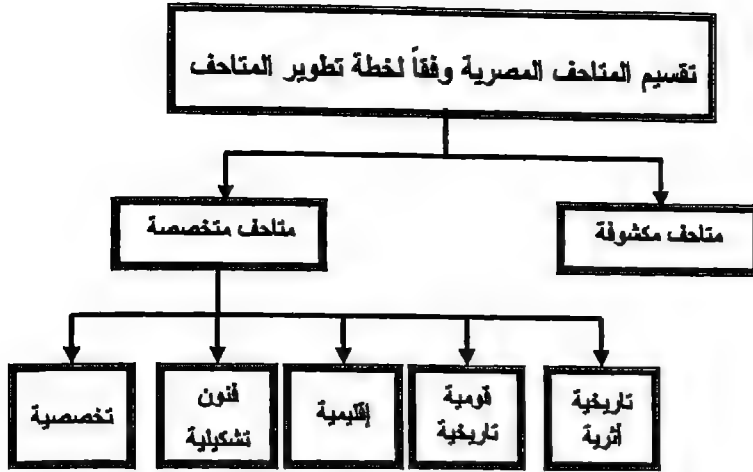 تقسيم المتاحف المصرية وفقاً لخطة تطوير المتاحف
متاحف مكشوفة
متاحف متخصصة
تاريخية
أثرية
قومية
تاريخية
إقليمية
فنون
تشكيلية
تخصصية